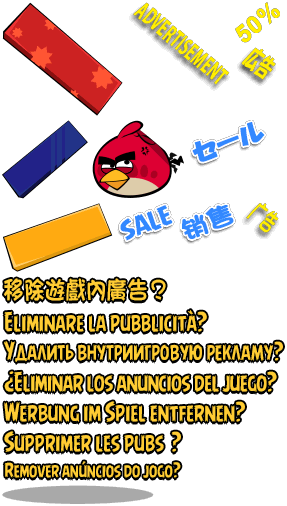 ADVERTISEMENT
50%
広告
セール
SALE
销售
广告
移除遊戲內廣告？
Eliminare la pubblicità?
Удалить внутриигровую рекламу?
¿Eliminar los anuncios del juego?
Werbung im Spiel entfernen?
Supprimer les pubs ?
Remover anúncios do jogo?